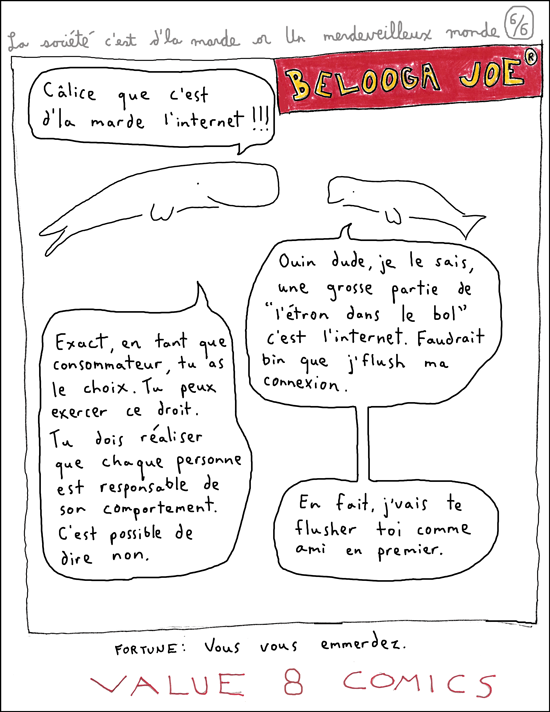 La société c'est d'la marde or Un merdeveilleux monde 6/6
BELOOGA JOE®
Câlice que c'est
d'la marde l'internet !!!
Ouin dude, je le sais,
une grosse partie de
"l'étron dans le bol"
c'est l'internet. Faudrait
bin que j'flush ma
connexion.
Exact, en tant que
consommateur, tu as
le choix. Tu peux
exercer ce droit.
Tu dois réaliser
que chaque personne
est responsable de
son comportement.
C'est possible de
dire non.
En fait, j'vais te
flusher toi comme
ami en premier.
FORTUNE: Vous vous emmerdez.
VALUE 8 COMICS